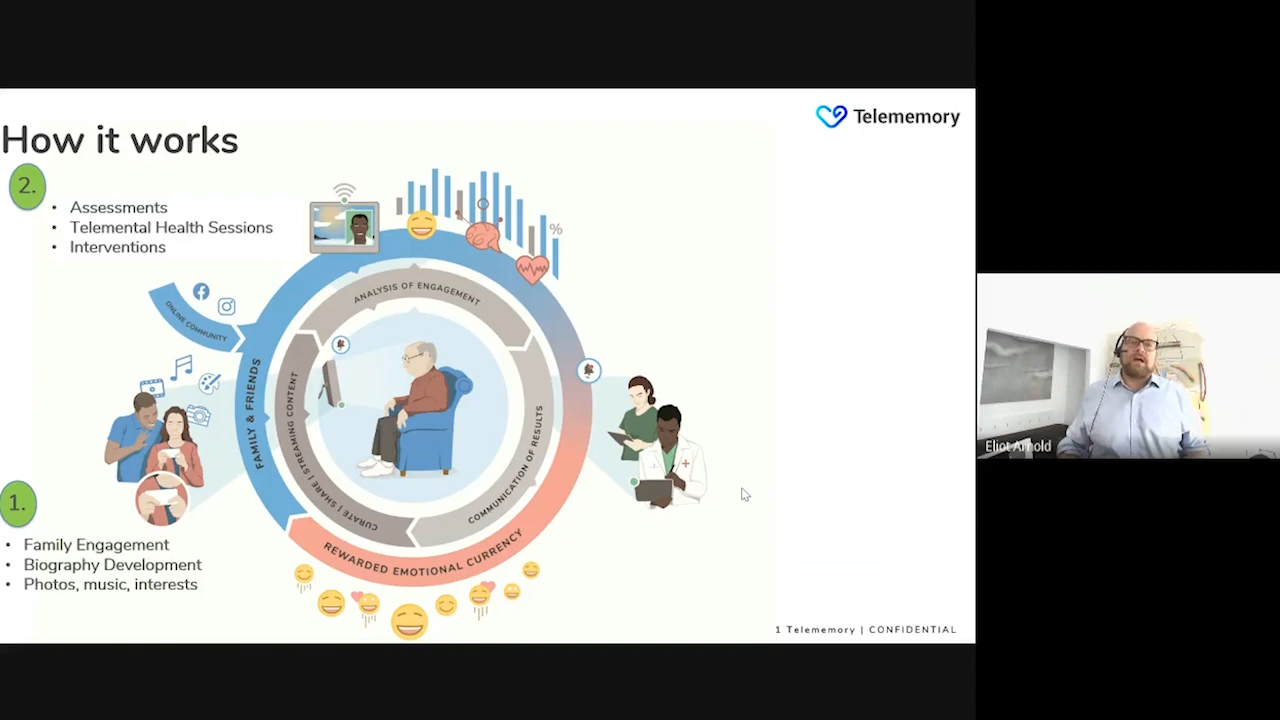 Telememory
How it works
2.
• Assessments
• Telemental Health Sessions
• Interventions
%
ANALYSIS OF ENGAGEMENT
ONLINE COMMUNITY
FAMILY & FRIENDS
CURATE | SHARE | STREAMING CONTENT
COMMUNICATION OF RESULTS
REWARDED EMOTIONAL CURRENCY
1.
• Family Engagement
• Biography Development
• Photos, music, interests
1 Telememory | CONFIDENTIAL
Eliot Arnold